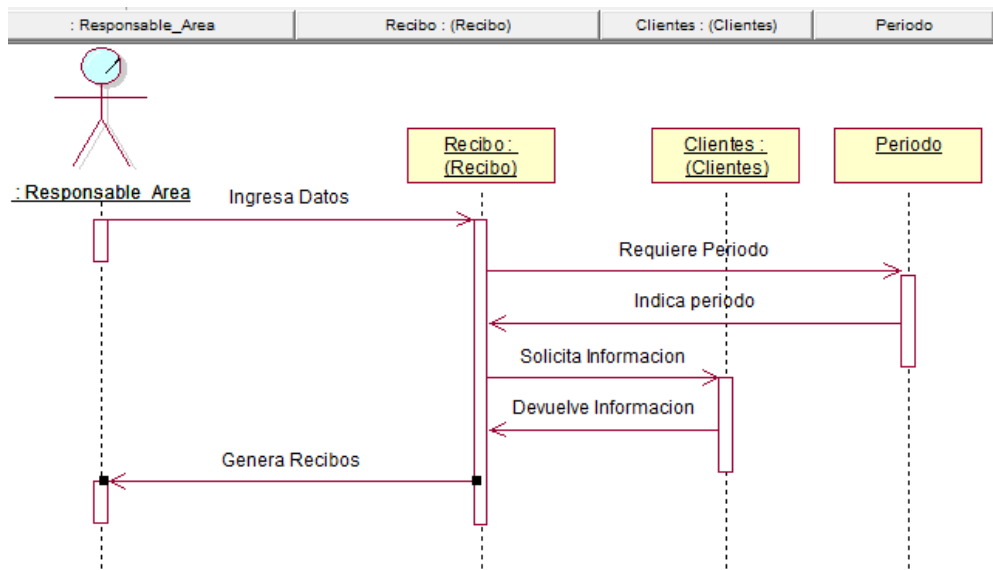 : Responsable_Area
Recibo : (Recibo)
Clientes : (Clientes)
Periodo
Recibo :
(Recibo)
Clientes :
(Clientes)
Periodo
: Responsable_Area
Ingresa Datos
Requiere Periodo
Indica periodo
Solicita Informacion
Devuelve Informacion
Genera Recibos